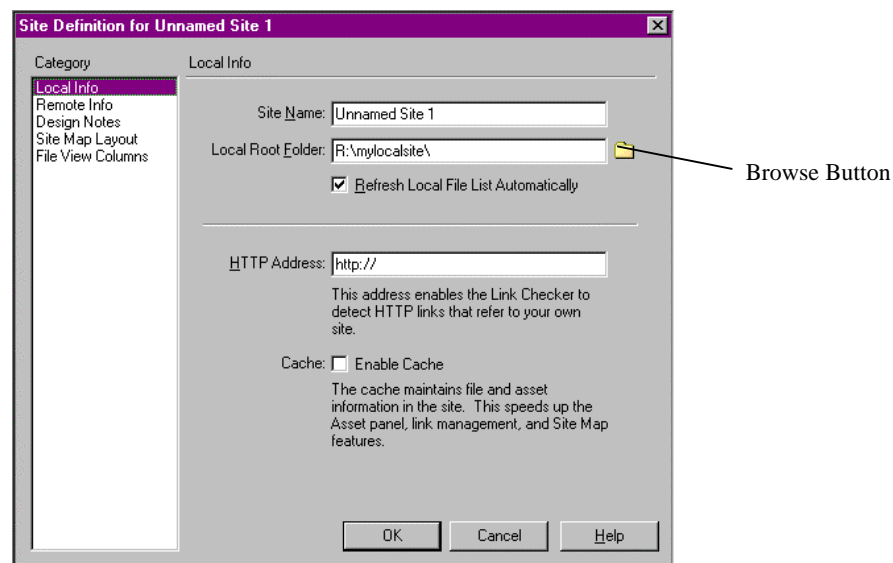 Site Definition for Unnamed Site 1
Category
Local Info
Remote Info
Design Notes
Site Map Layout
File View Columns
Local Info
Site Name: Unnamed Site 1
Local Root Folder: R:\mylocalsite\
Refresh Local File List Automatically
Browse Button
HTTP Address: http://
This address enables the Link Checker to
detect HTTP links that refer to your own
site.
Cache: Enable Cache
The cache maintains file and asset
information in the site. This speeds up the
Asset panel, link management, and Site Map
features.
OK Cancel Help